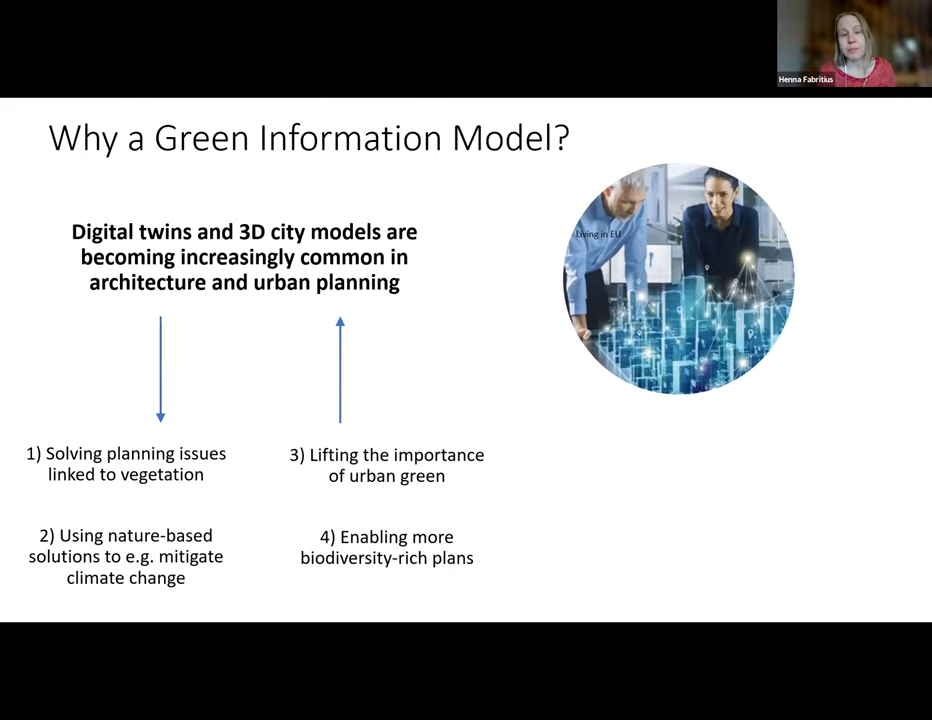 Henna Fabritius
Why a Green Information Model?
Digital twins and 3D city models are
becoming increasingly common in
architecture and urban planning
Living in EU
1) Solving planning issues
linked to vegetation
2) Using nature-based
solutions to e.g. mitigate
climate change
3) Lifting the importance
of urban green
4) Enabling more
biodiversity-rich plans